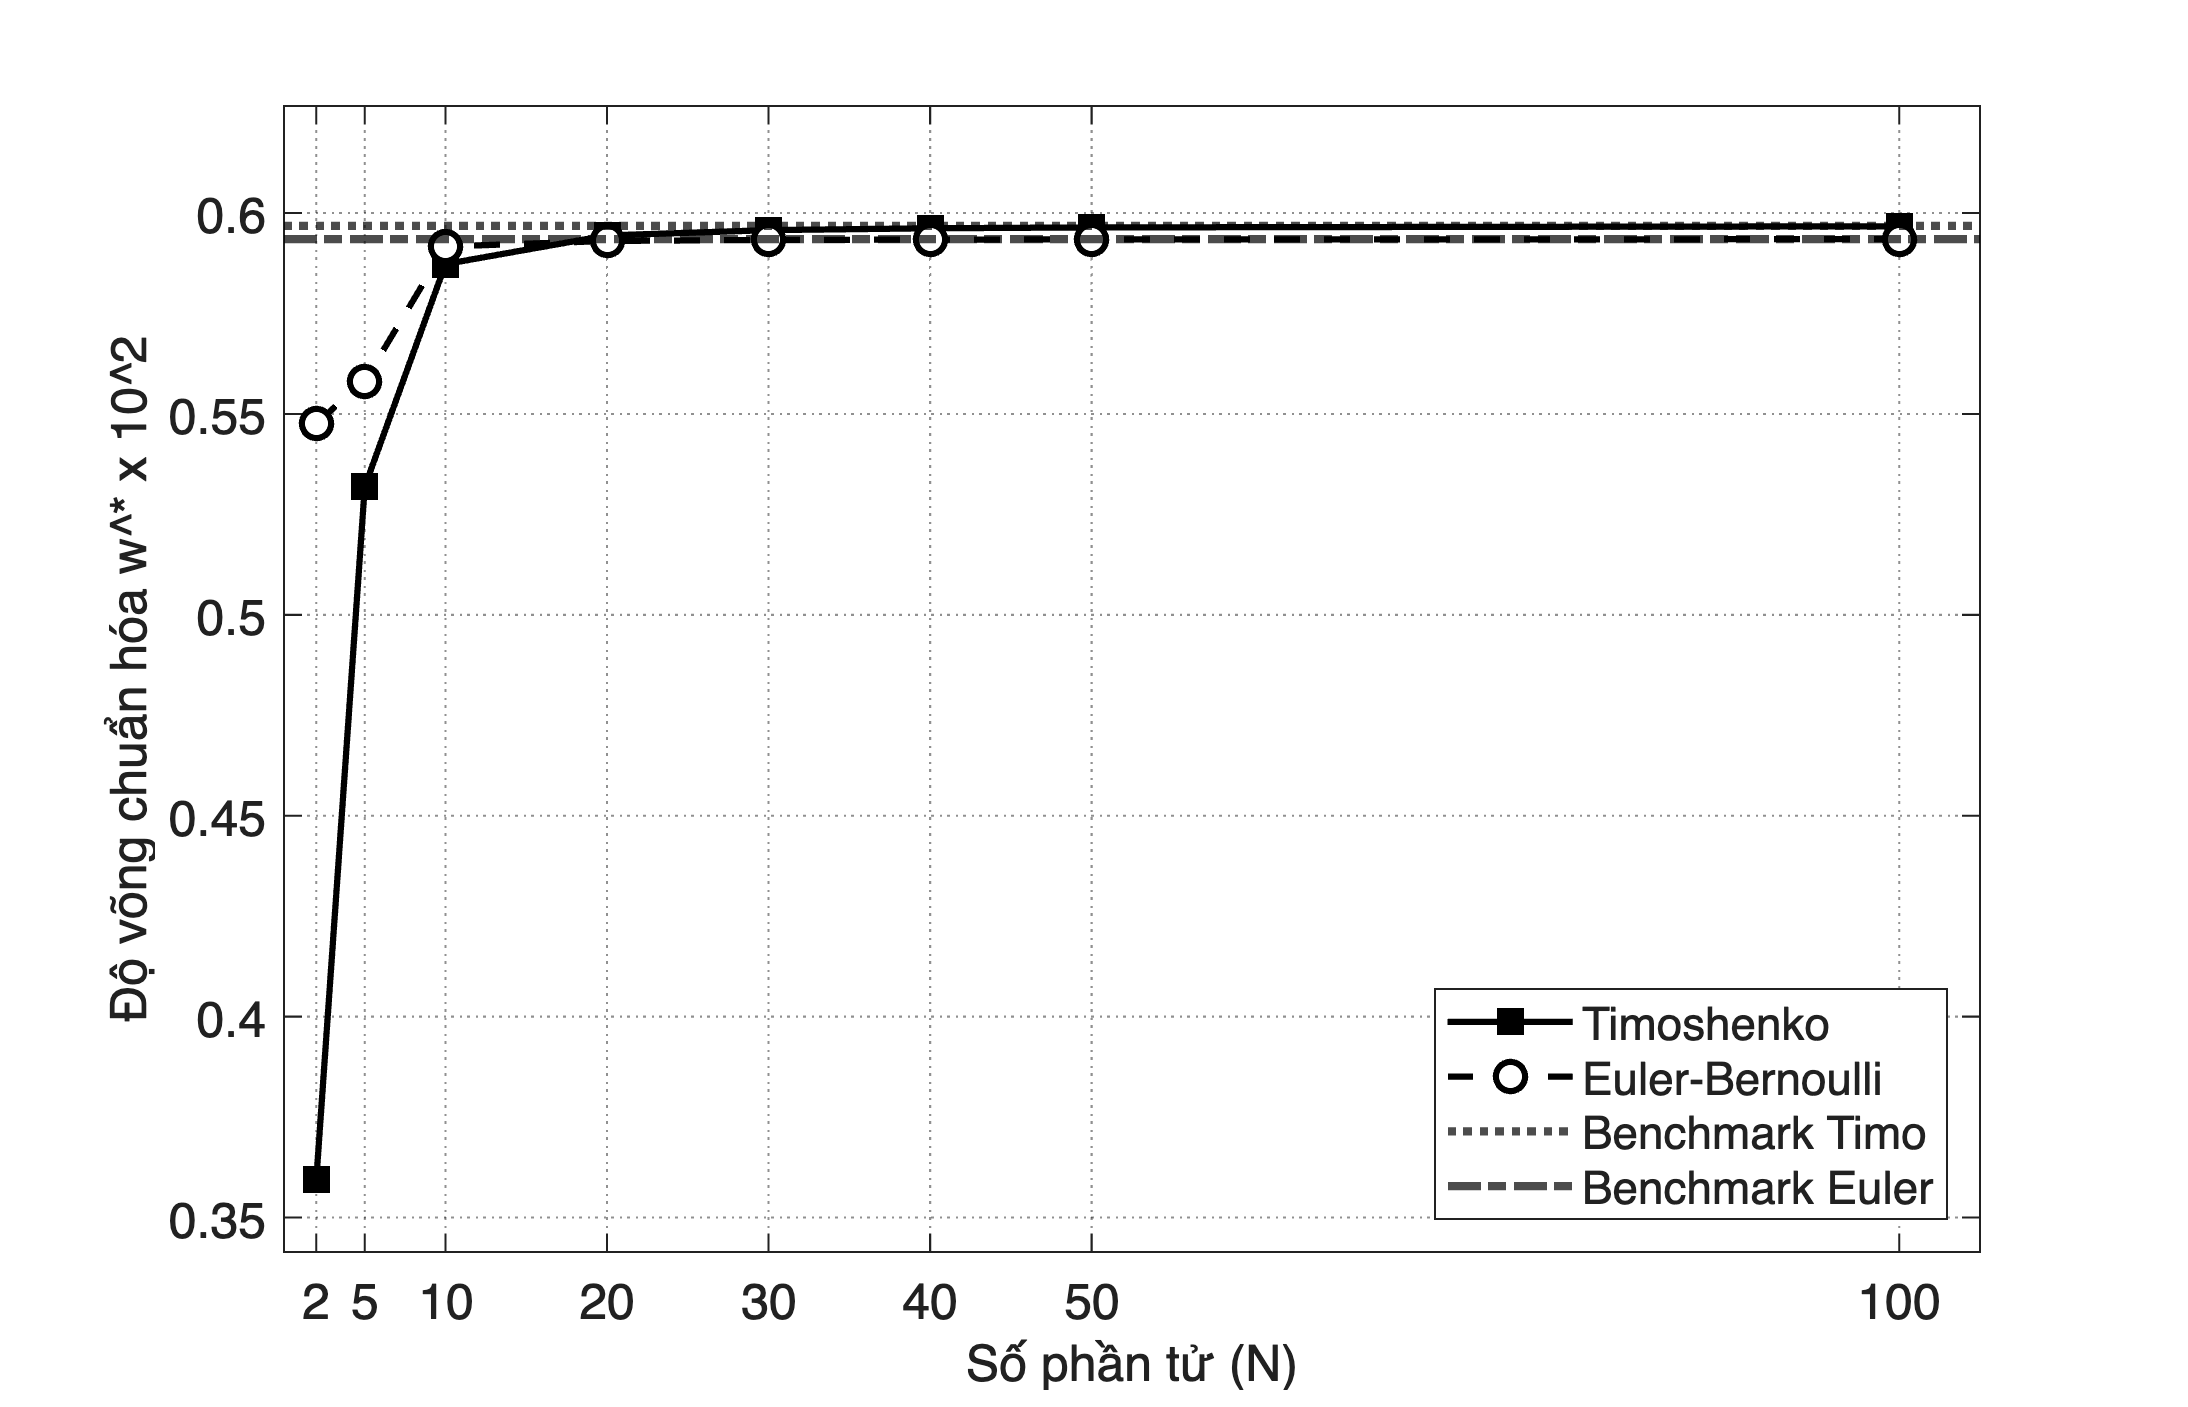 Độ võng chuẩn hóa w^* x 10^2
0.6
0.55
0.5
0.45
0.4
0.35
2 5 10 20 30 40 50 100
Số phần tử (N)
Timoshenko
Euler-Bernoulli
Benchmark Timo
Benchmark Euler